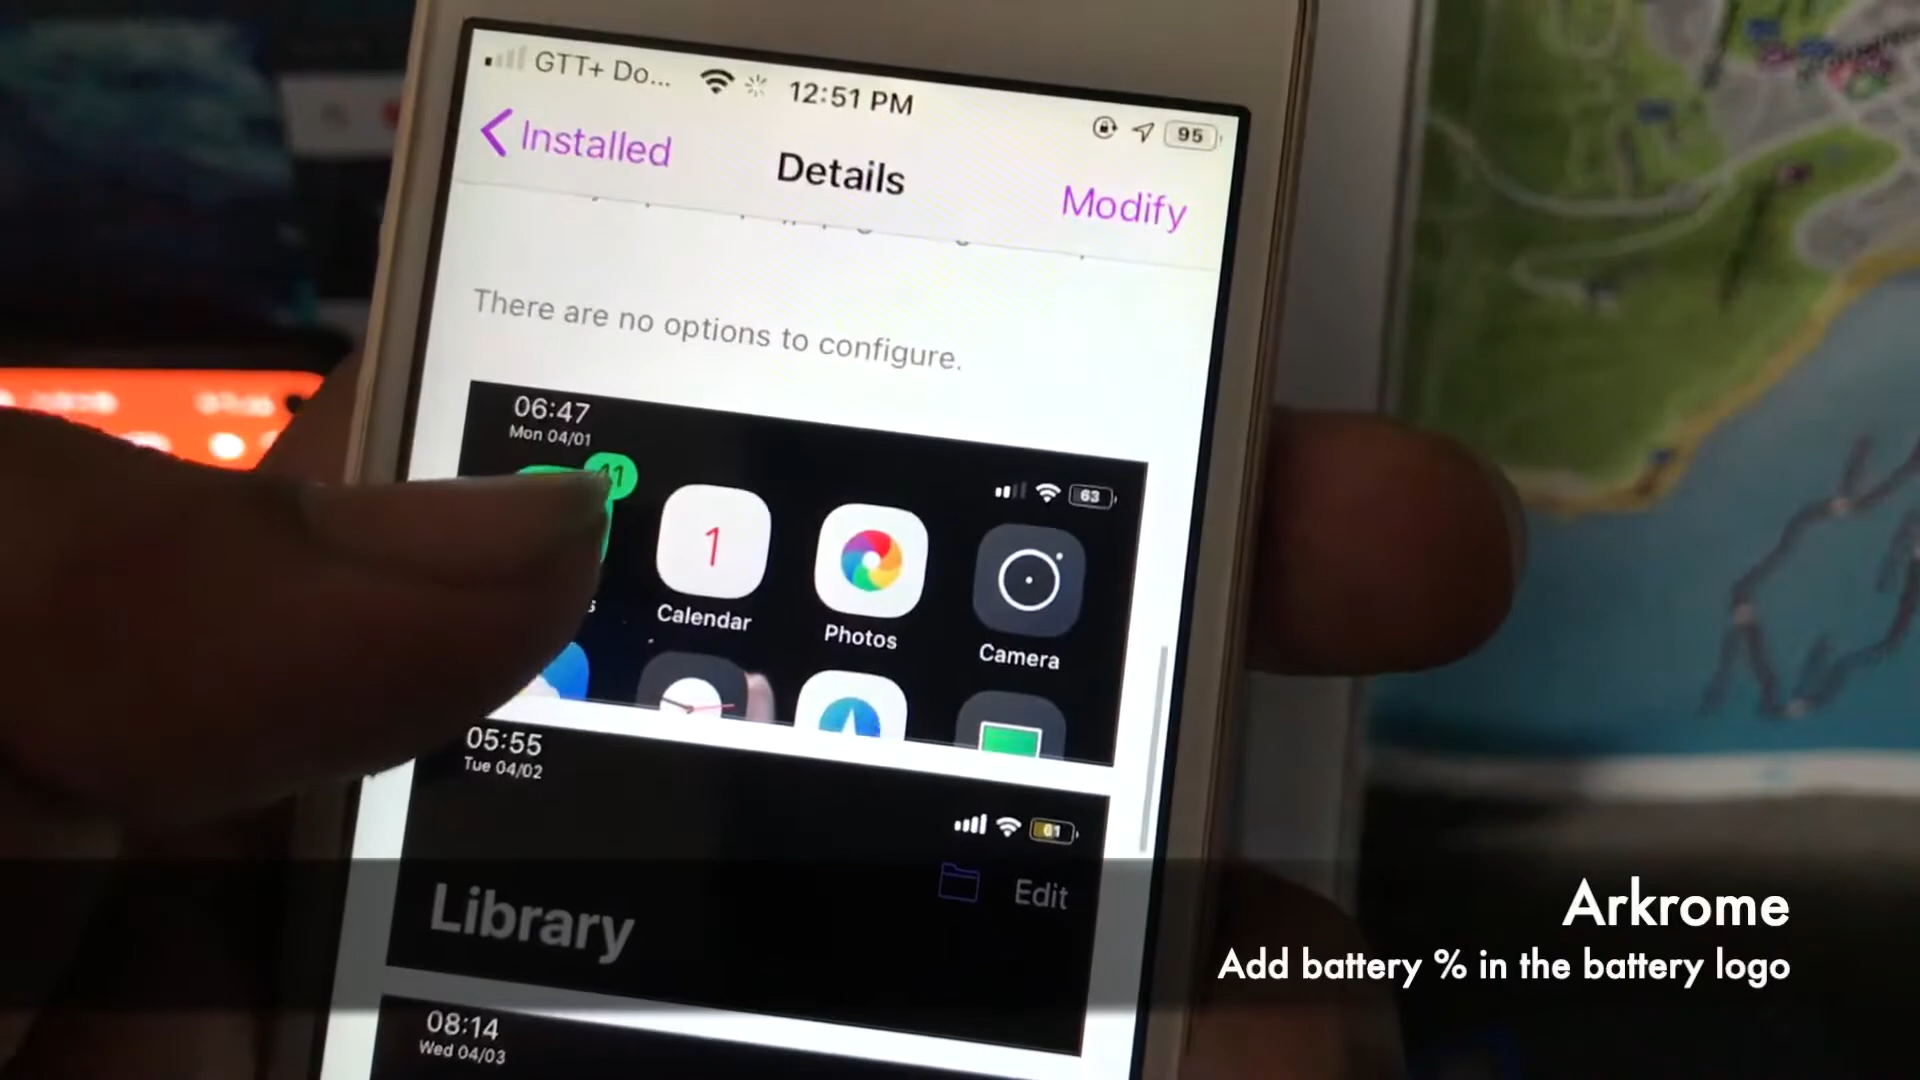 GTT+ Do... 12:51 PM 95
Installed
Details
Modify
There are no options to configure.
06:47
Mon 04/01
63
1
Calendar
Photos
Camera
05:55
Tue 04/02
61
Library
Edit
08:14
Wed 04/03
Arkrome
Add battery % in the battery logo